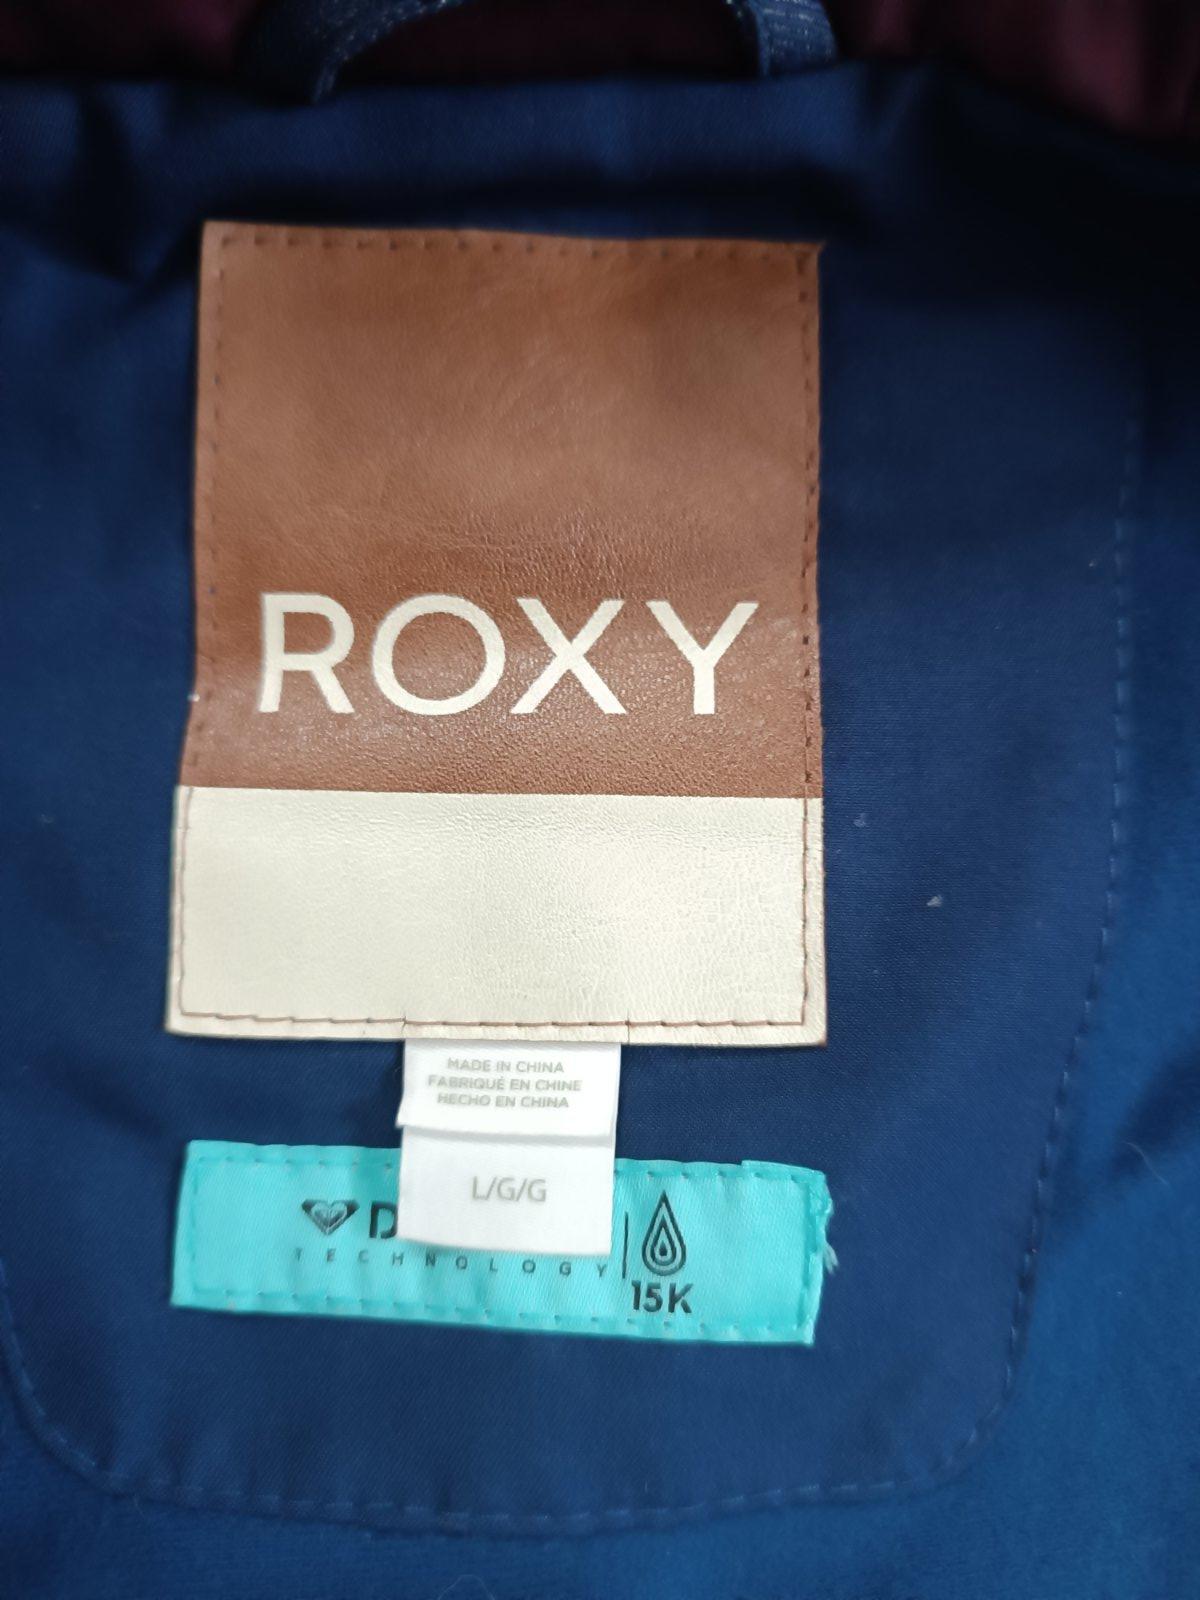 ROXY
MADE IN CHINA
FABRIQUÉ EN CHINE
HECHO EN CHINA
L/G/G
TECHNOLOGY
15K